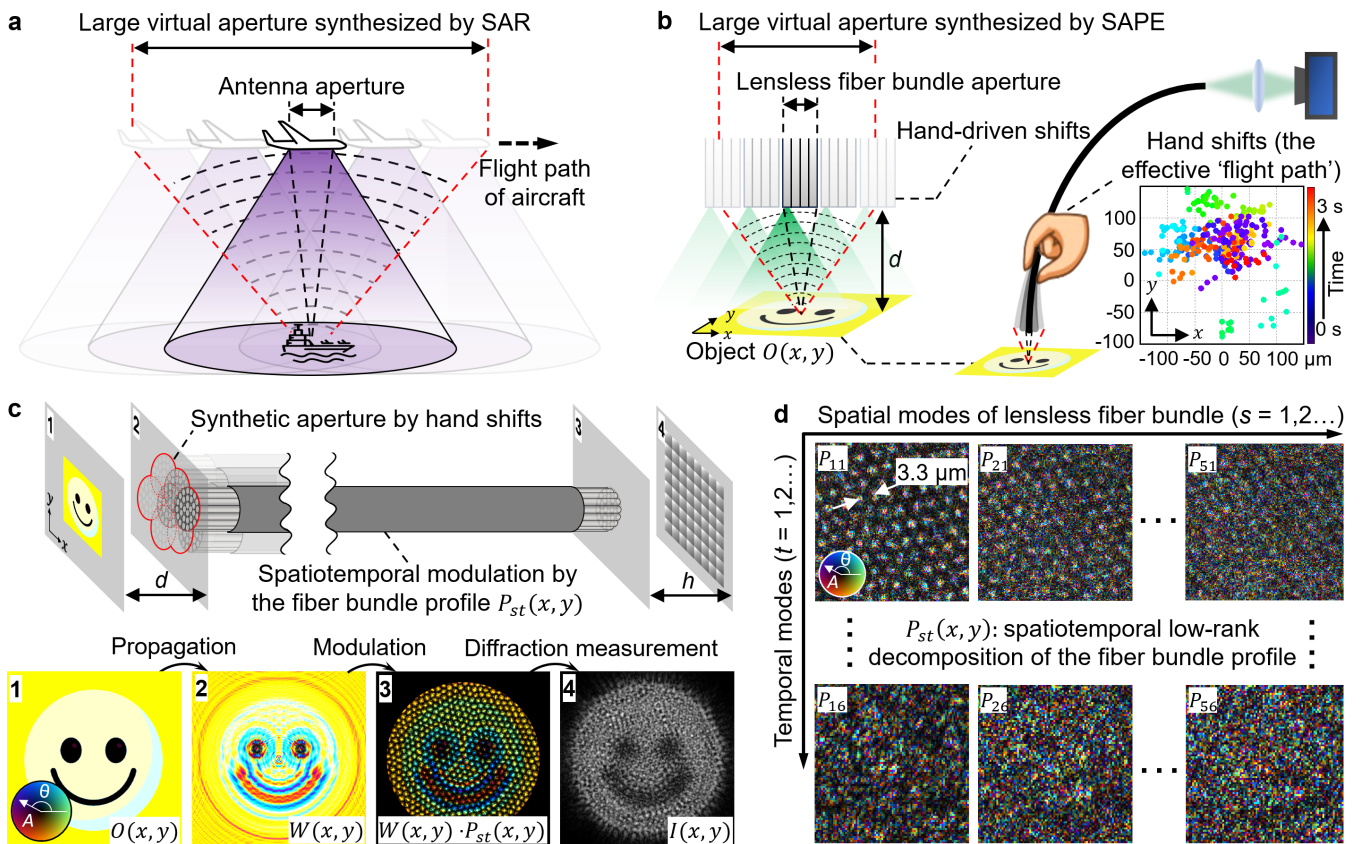 a
Large virtual aperture synthesized by SAR
Antenna aperture
Flight path
of aircraft
b
Large virtual aperture synthesized by SAPE
Lensless fiber bundle aperture
Hand-driven shifts
d
y
x
Object O(x, y)
Hand shifts (the
effective ‘flight path’)
100
50
0
-50
-100
-100 -50 0 50 100 µm
y
x
3 s
Time
0 s
c
1
2
3
4
Synthetic aperture by hand shifts
y
x
d
h
Spatiotemporal modulation by
the fiber bundle profile P_st(x, y)
Propagation
Modulation
Diffraction measurement
1
θ
A
O(x, y)
2
W(x, y)
3
W(x, y) · P_st(x, y)
4
I(x, y)
d
Spatial modes of lensless fiber bundle (s = 1,2...)
Temporal modes (t = 1,2...)
P_11
3.3 µm
θ
A
P_21
...
P_51
P_st(x, y): spatiotemporal low-rank
decomposition of the fiber bundle profile
P_16
P_26
...
P_56